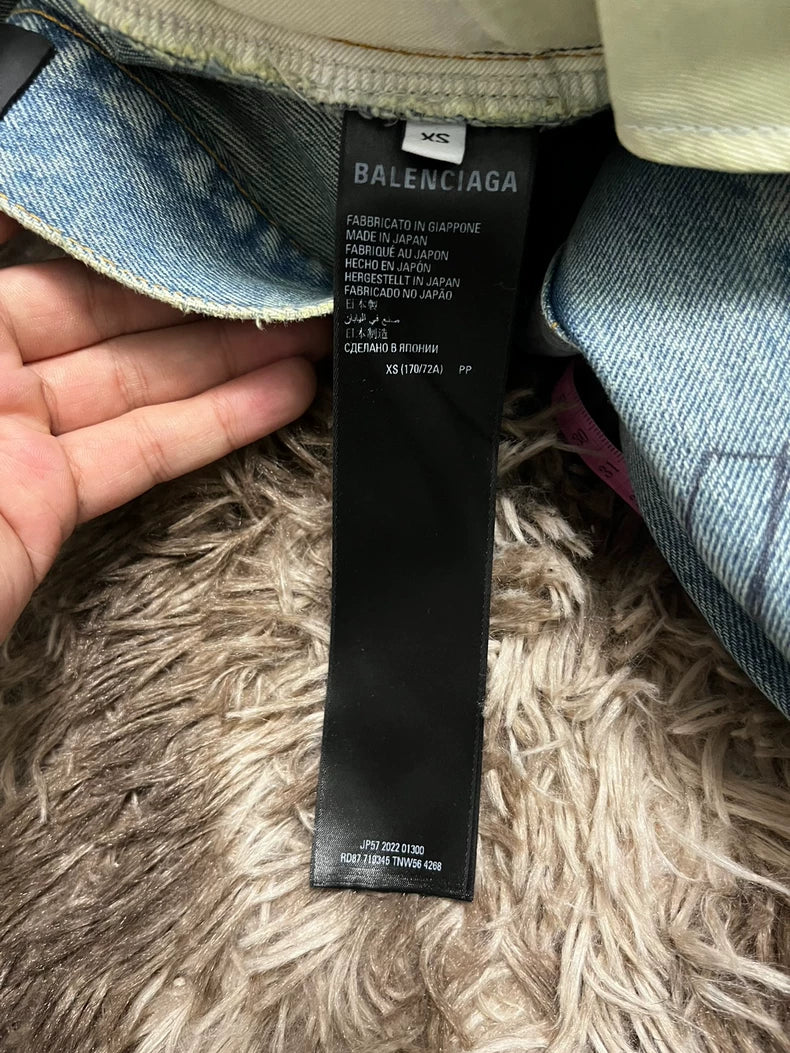 XS
BALENCIAGA
FABBRICATO IN GIAPPONE
MADE IN JAPAN
FABRIQUÉ AU JAPON
HECHO EN JAPÓN
HERGESTELLT IN JAPAN
FABRICADO NO JAPÃO
日本製
صنع في اليابان
日本制造
СДЕЛАНО В ЯПОНИИ
XS (170/72A) PP
30
31
JP57 2022 01300
RD87 719345 TNW56 4268